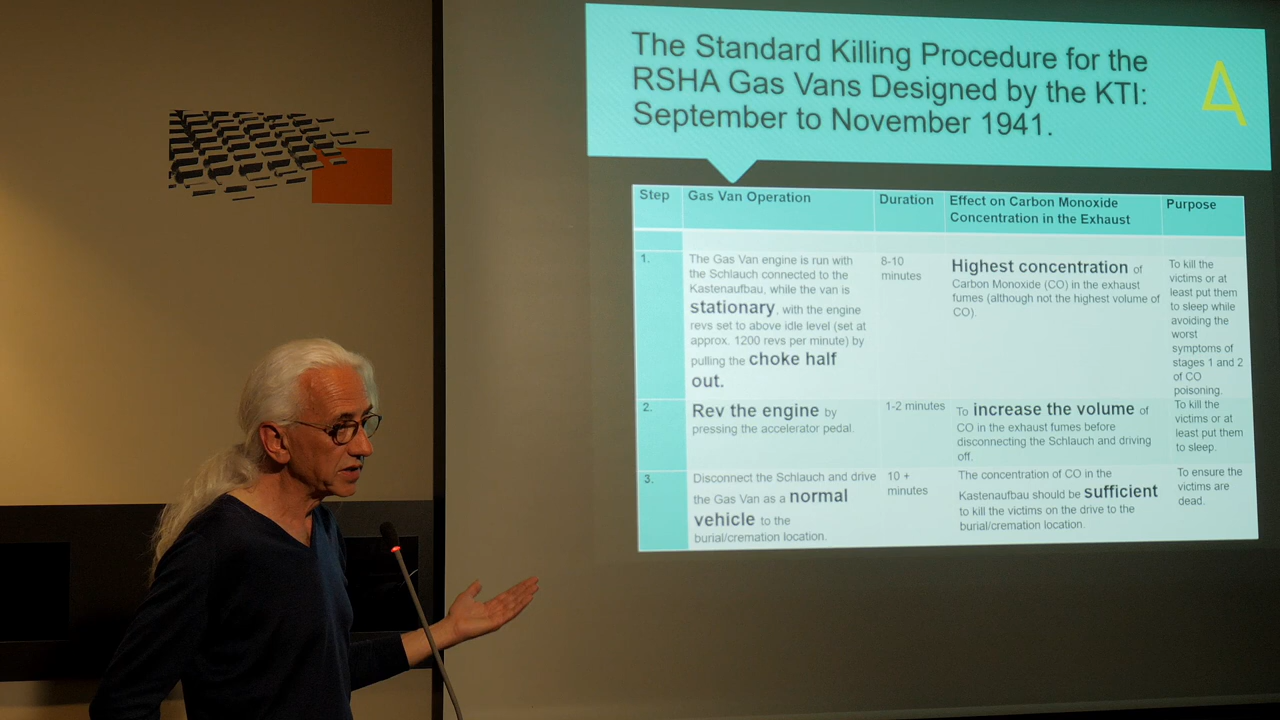 The Standard Killing Procedure for the
RSHA Gas Vans Designed by the KTI:
September to November 1941.
Step
Gas Van Operation
Duration
Effect on Carbon Monoxide
Concentration in the Exhaust
Purpose
1.
The Gas Van engine is run with
the Schlauch connected to the
Kastenaufbau, while the van is
stationary, with the engine
revs set to above idle level (set at
approx. 1200 revs per minute) by
pulling the choke half
out.
8-10
minutes
Highest concentration of
Carbon Monoxide (CO) in the exhaust
fumes (although not the highest volume of
CO).
To kill the
victims or at
least put them
to sleep while
avoiding the
worst
symptoms of
stages 1 and 2
of CO
poisoning.
2.
Rev the engine by
pressing the accelerator pedal.
1-2 minutes
To increase the volume of
CO in the exhaust fumes before
disconnecting the Schlauch and driving
off.
To kill the
victims or at
least put them
to sleep.
3.
Disconnect the Schlauch and drive
the Gas Van as a normal
vehicle to the
burial/cremation location.
10 +
minutes
The concentration of CO in the
Kastenaufbau should be sufficient
to kill the victims on the drive to the
burial/cremation location.
To ensure the
victims are
dead.